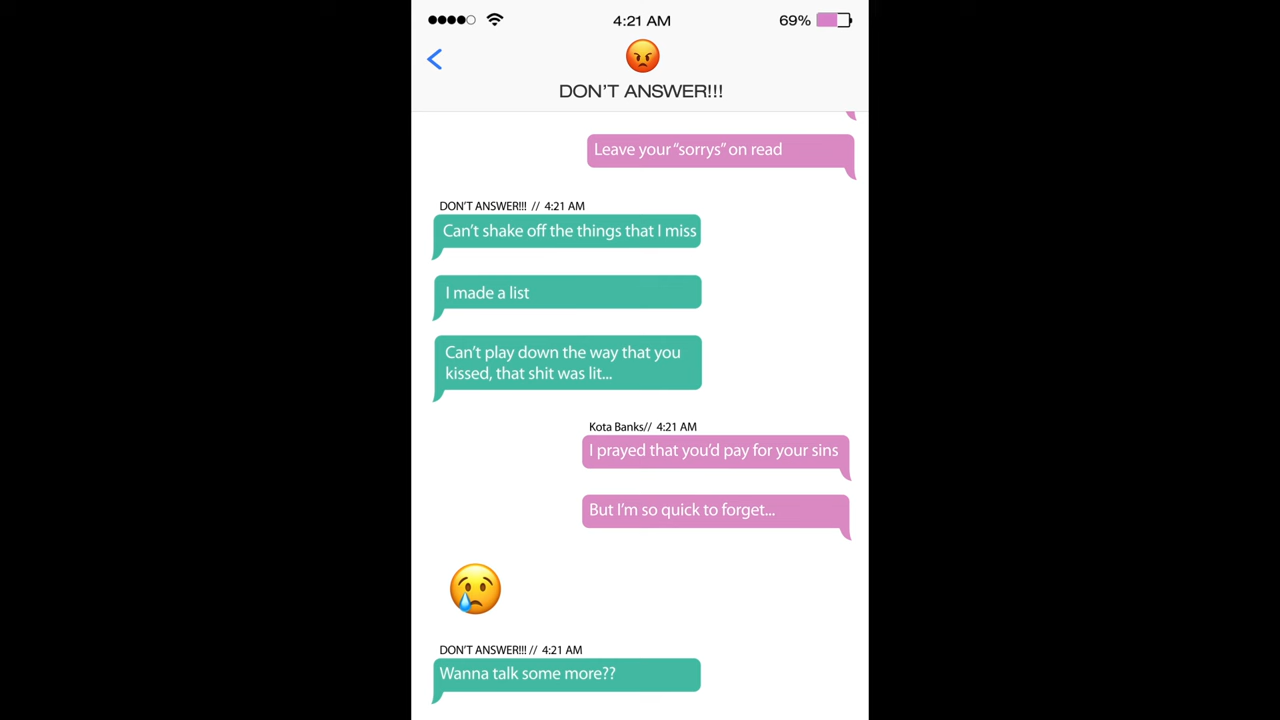 4:21 AM
69%
DON’T ANSWER!!!
Leave your “sorrys” on read
DON’T ANSWER!!! // 4:21 AM
Can’t shake off the things that I miss
I made a list
Can’t play down the way that you
kissed, that shit was lit...
Kota Banks// 4:21 AM
I prayed that you’d pay for your sins
But I’m so quick to forget...
DON’T ANSWER!!! // 4:21 AM
Wanna talk some more??